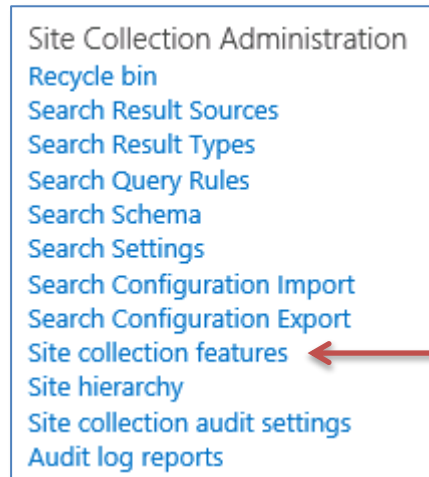 Site Collection Administration
Recycle bin
Search Result Sources
Search Result Types
Search Query Rules
Search Schema
Search Settings
Search Configuration Import
Search Configuration Export
Site collection features
Site hierarchy
Site collection audit settings
Audit log reports